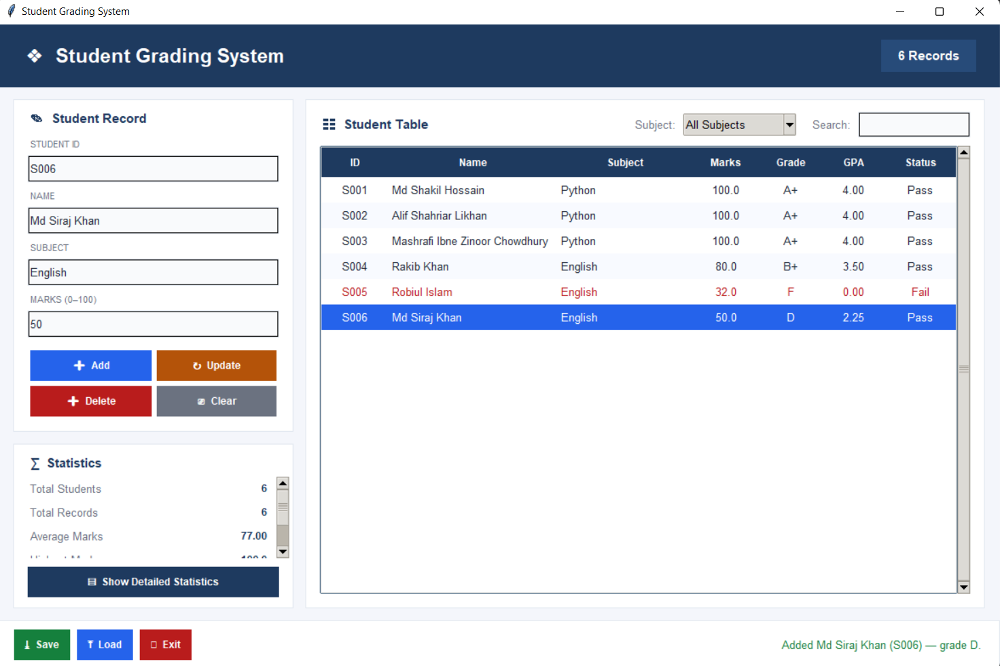 Student Grading System
Student Grading System
6 Records
Student Record
STUDENT ID
S006
NAME
Md Siraj Khan
SUBJECT
English
MARKS (0–100)
50
Add
Update
Delete
Clear
Statistics
Total Students 6
Total Records 6
Average Marks 77.00
Show Detailed Statistics
Student Table
Subject: All Subjects Search:
ID Name Subject Marks Grade GPA Status
S001 Md Shakil Hossain Python 100.0 A+ 4.00 Pass
S002 Alif Shahriar Likhan Python 100.0 A+ 4.00 Pass
S003 Mashrafi Ibne Zinoor Chowdhury Python 100.0 A+ 4.00 Pass
S004 Rakib Khan English 80.0 B+ 3.50 Pass
S005 Robiul Islam English 32.0 F 0.00 Fail
S006 Md Siraj Khan English 50.0 D 2.25 Pass
Save
Load
Exit
Added Md Siraj Khan (S006) — grade D.